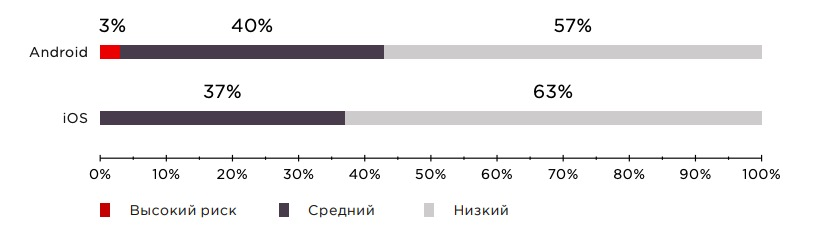 3% 40% 57%
Android
37% 63%
iOS
0% 10% 20% 30% 40% 50% 60% 70% 80% 90% 100%
Высокий риск Средний Низкий